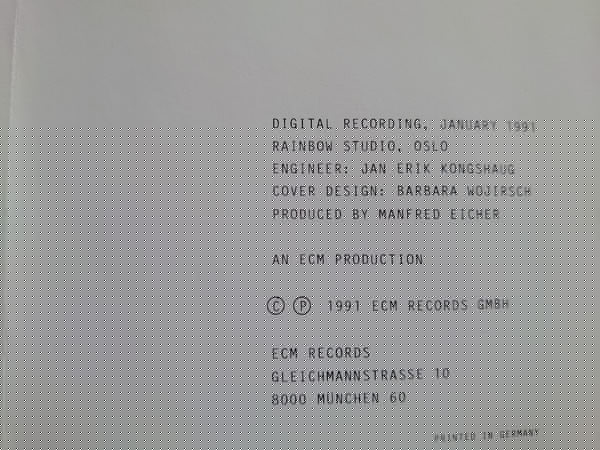 DIGITAL RECORDING, JANUARY 1991
RAINBOW STUDIO, OSLO
ENGINEER: JAN ERIK KONGSHAUG
COVER DESIGN: BARBARA WOJIRSCH
PRODUCED BY MANFRED EICHER
AN ECM PRODUCTION
© ℗ 1991 ECM RECORDS GMBH
ECM RECORDS
GLEICHMANNSTRASSE 10
8000 MÜNCHEN 60
PRINTED IN GERMANY